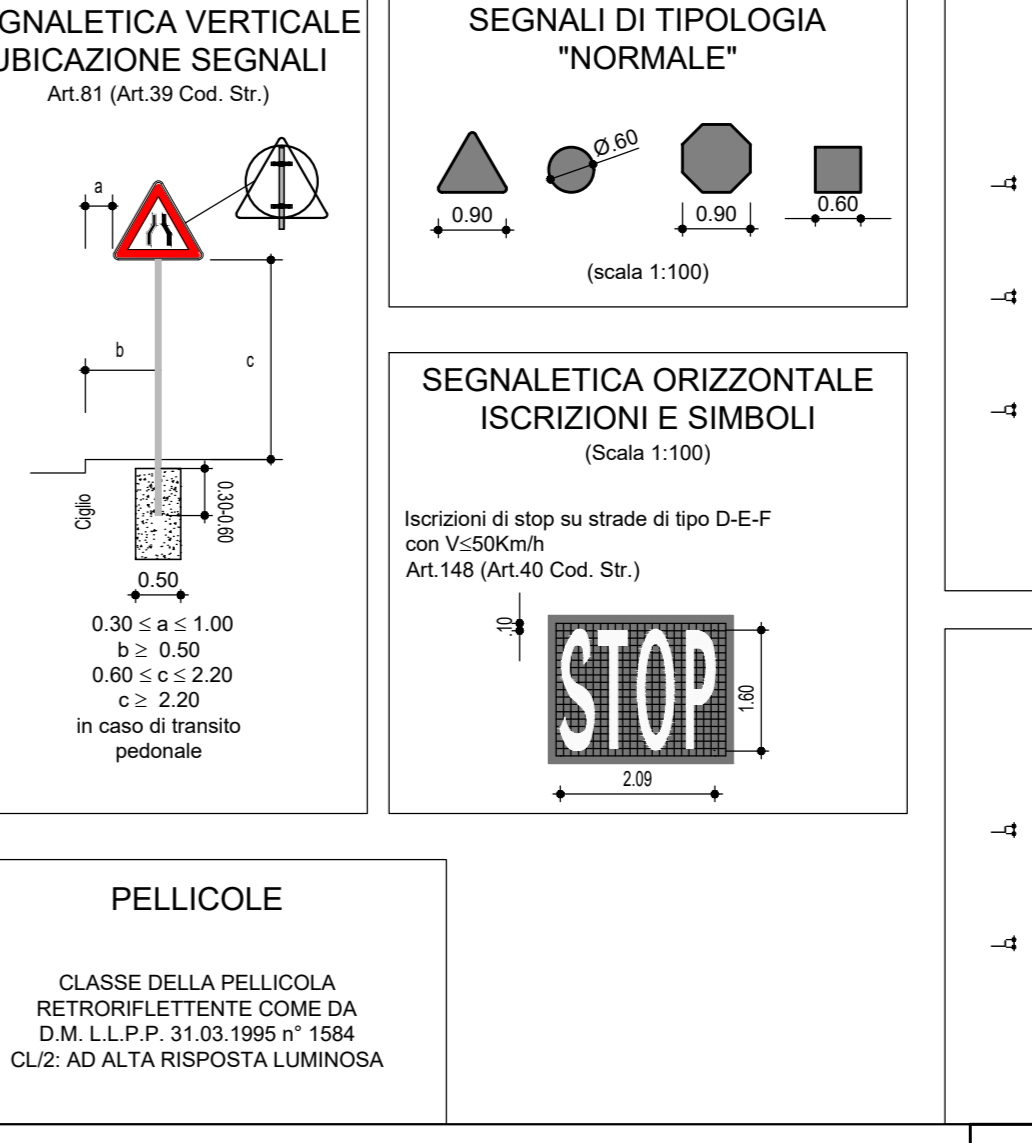 GNALETICA VERTICALE
UBICAZIONE SEGNALI
Art.81 (Art.39 Cod. Str.)
a
b
c
Ciglio
0.30-0.60
0.50
0.30 ≤ a ≤ 1.00
b ≥ 0.50
0.60 ≤ c ≤ 2.20
c ≥ 2.20
in caso di transito
pedonale
SEGNALI DI TIPOLOGIA
"NORMALE"
0.90
Ø.60
0.90
0.60
(scala 1:100)
SEGNALETICA ORIZZONTALE
ISCRIZIONI E SIMBOLI
(Scala 1:100)
Iscrizioni di stop su strade di tipo D-E-F
con V≤50Km/h
Art.148 (Art.40 Cod. Str.)
.10
STOP
1.60
2.09
PELLICOLE
CLASSE DELLA PELLICOLA
RETRORIFLETTENTE COME DA
D.M. L.L.P.P. 31.03.1995 n° 1584
CL/2: AD ALTA RISPOSTA LUMINOSA